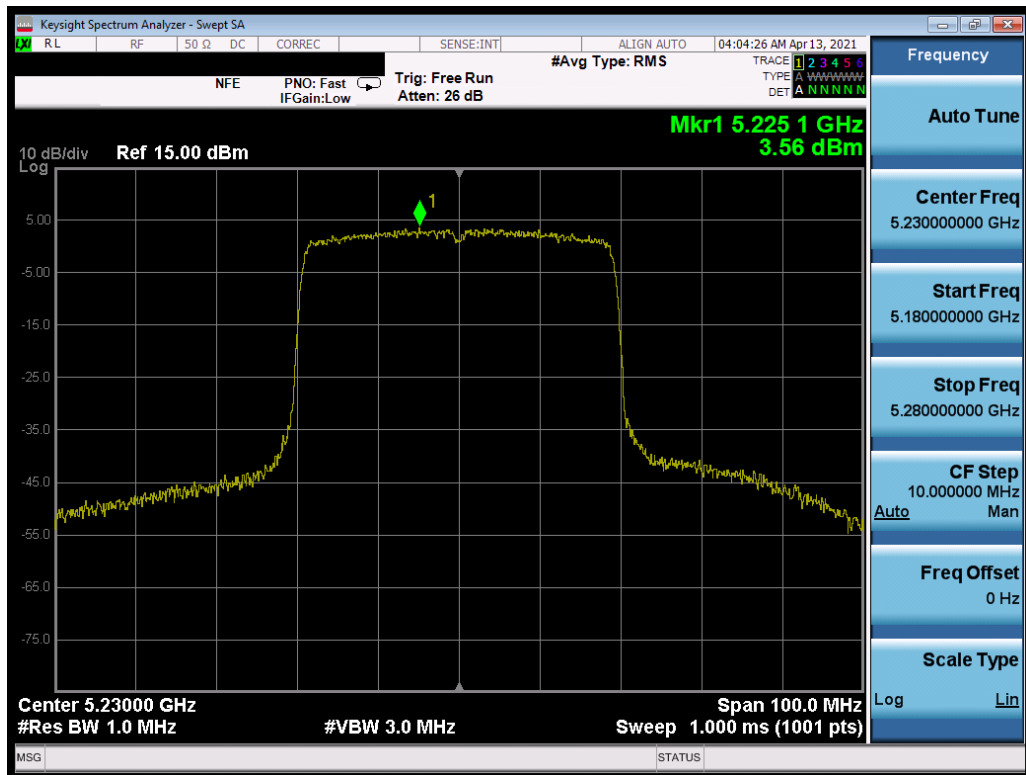 Keysight Spectrum Analyzer - Swept SA
LXI RL RF 50 Ω DC CORREC SENSE:INT ALIGN AUTO 04:04:26 AM Apr 13, 2021
#Avg Type: RMS TRACE 1 2 3 4 5 6
NFE PNO: Fast Trig: Free Run TYPE A WWWWW
IFGain:Low Atten: 26 dB DET A N N N N N
Mkr1 5.225 1 GHz
10 dB/div Ref 15.00 dBm 3.56 dBm
Log
1
5.00
-5.00
-15.0
-25.0
-35.0
-45.0
-55.0
-65.0
-75.0
Center 5.23000 GHz Span 100.0 MHz
#Res BW 1.0 MHz #VBW 3.0 MHz Sweep 1.000 ms (1001 pts)
MSG STATUS
Frequency
Auto Tune
Center Freq
5.230000000 GHz
Start Freq
5.180000000 GHz
Stop Freq
5.280000000 GHz
CF Step
10.000000 MHz
Auto Man
Freq Offset
0 Hz
Scale Type
Log Lin